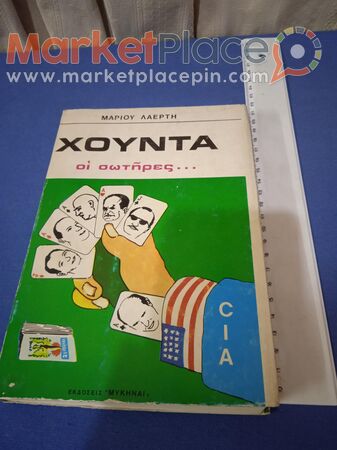 MarketPlace
www.marketplacepin.com
ΜΑΡΙΟΥ ΛΑΕΡΤΗ
ΧΟΥΝΤΑ
οἱ σωτῆρες...
CIA
ΕΚΔΟΣΕΙΣ "ΜΥΚΗΝΑΙ"